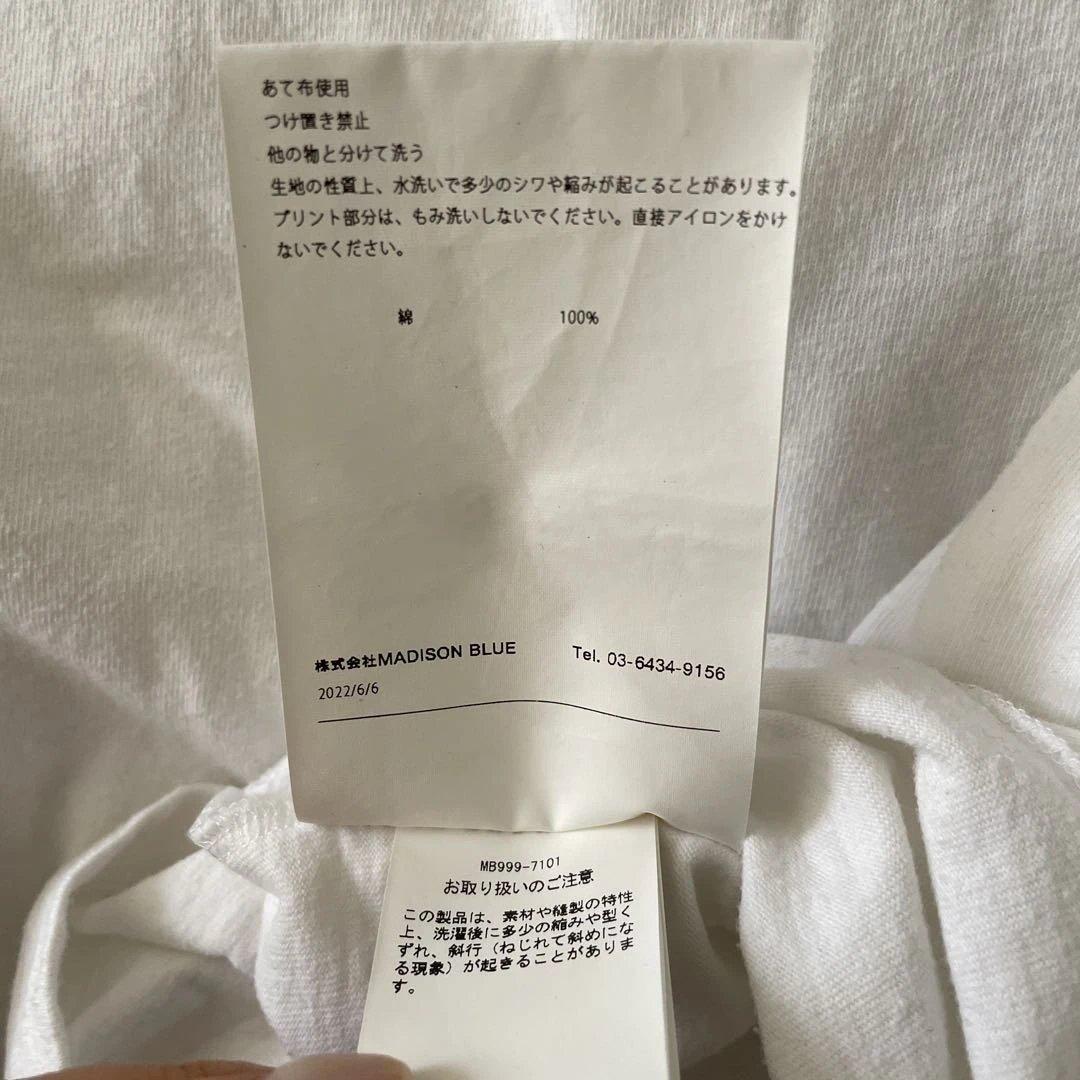 あて布使用
つけ置き禁止
他の物と分けて洗う
生地の性質上、水洗いで多少のシワや縮みが起こることがあります。
プリント部分は、もみ洗いしないでください。直接アイロンをかけ
ないでください。
綿 100%
株式会社MADISON BLUE Tel. 03-6434-9156
2022/6/6
MB999-7101
お取り扱いのご注意
この製品は、素材や縫製の特性
上、洗濯後に多少の縮みや型く
ずれ、斜行（ねじれて斜めにな
る現象）が起きることがありま
す。